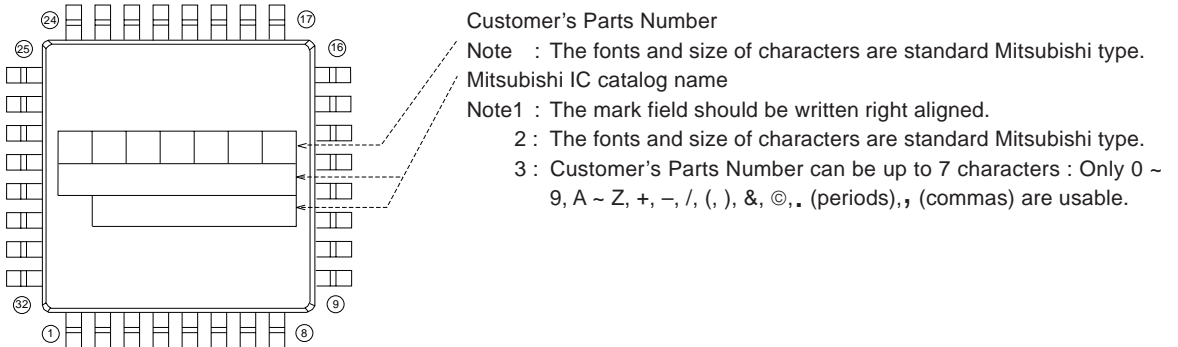 24
17
25
16
32
9
1
8
Customer's Parts Number
Note : The fonts and size of characters are standard Mitsubishi type.
Mitsubishi IC catalog name
Note1 : The mark field should be written right aligned.
2 : The fonts and size of characters are standard Mitsubishi type.
3 : Customer's Parts Number can be up to 7 characters : Only 0 ~
9, A ~ Z, +, –, /, (, ), &, ©, . (periods), , (commas) are usable.